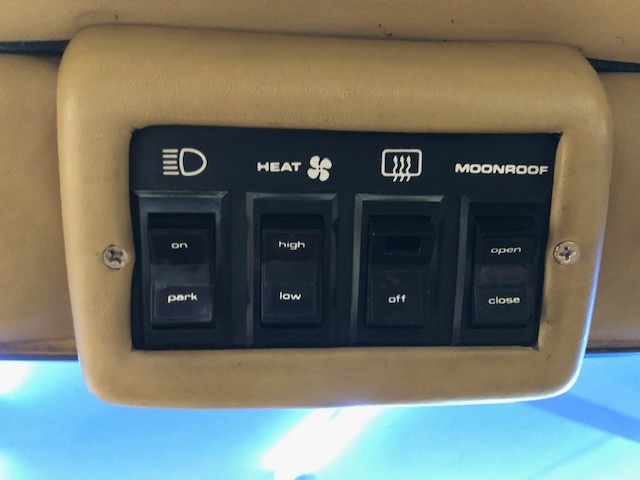 HEAT MOONROOF
on high open
park low off close